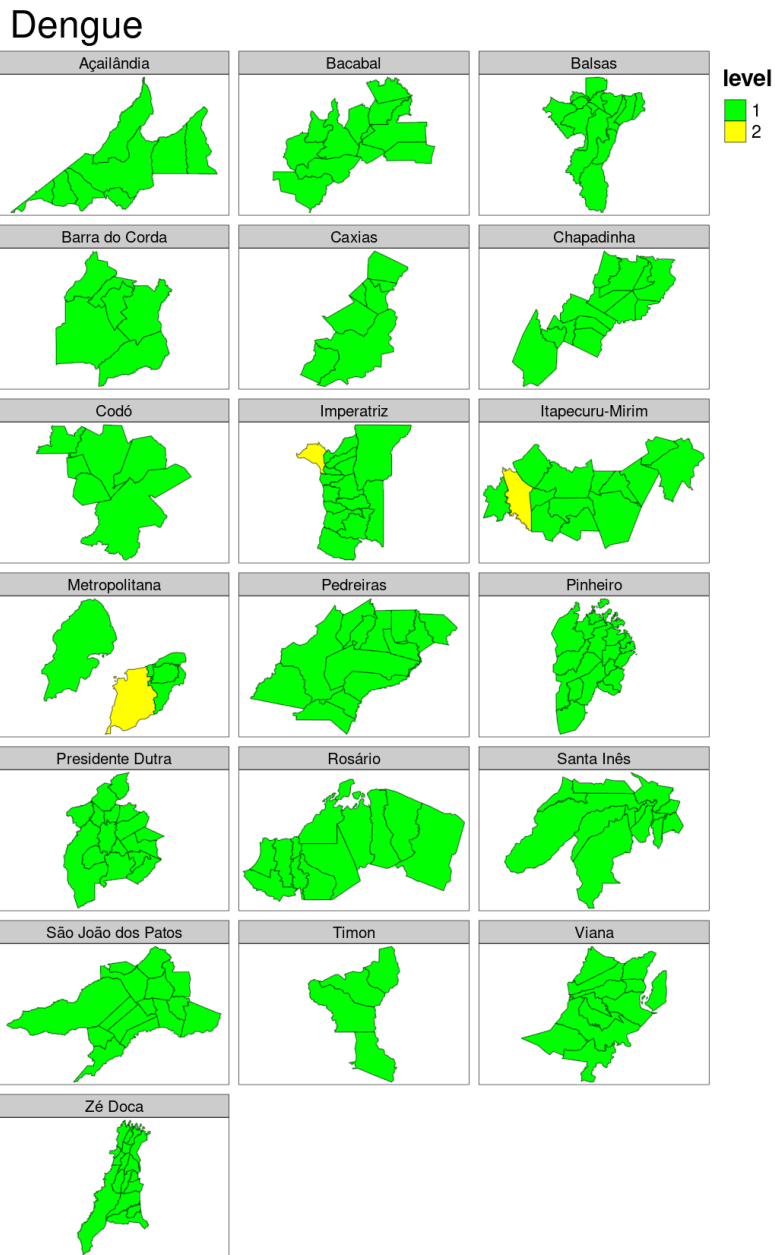 Dengue
Açailândia
Bacabal
Balsas
level
1
2
Barra do Corda
Caxias
Chapadinha
Codó
Imperatriz
Itapecuru-Mirim
Metropolitana
Pedreiras
Pinheiro
Presidente Dutra
Rosário
Santa Inês
São João dos Patos
Timon
Viana
Zé Doca